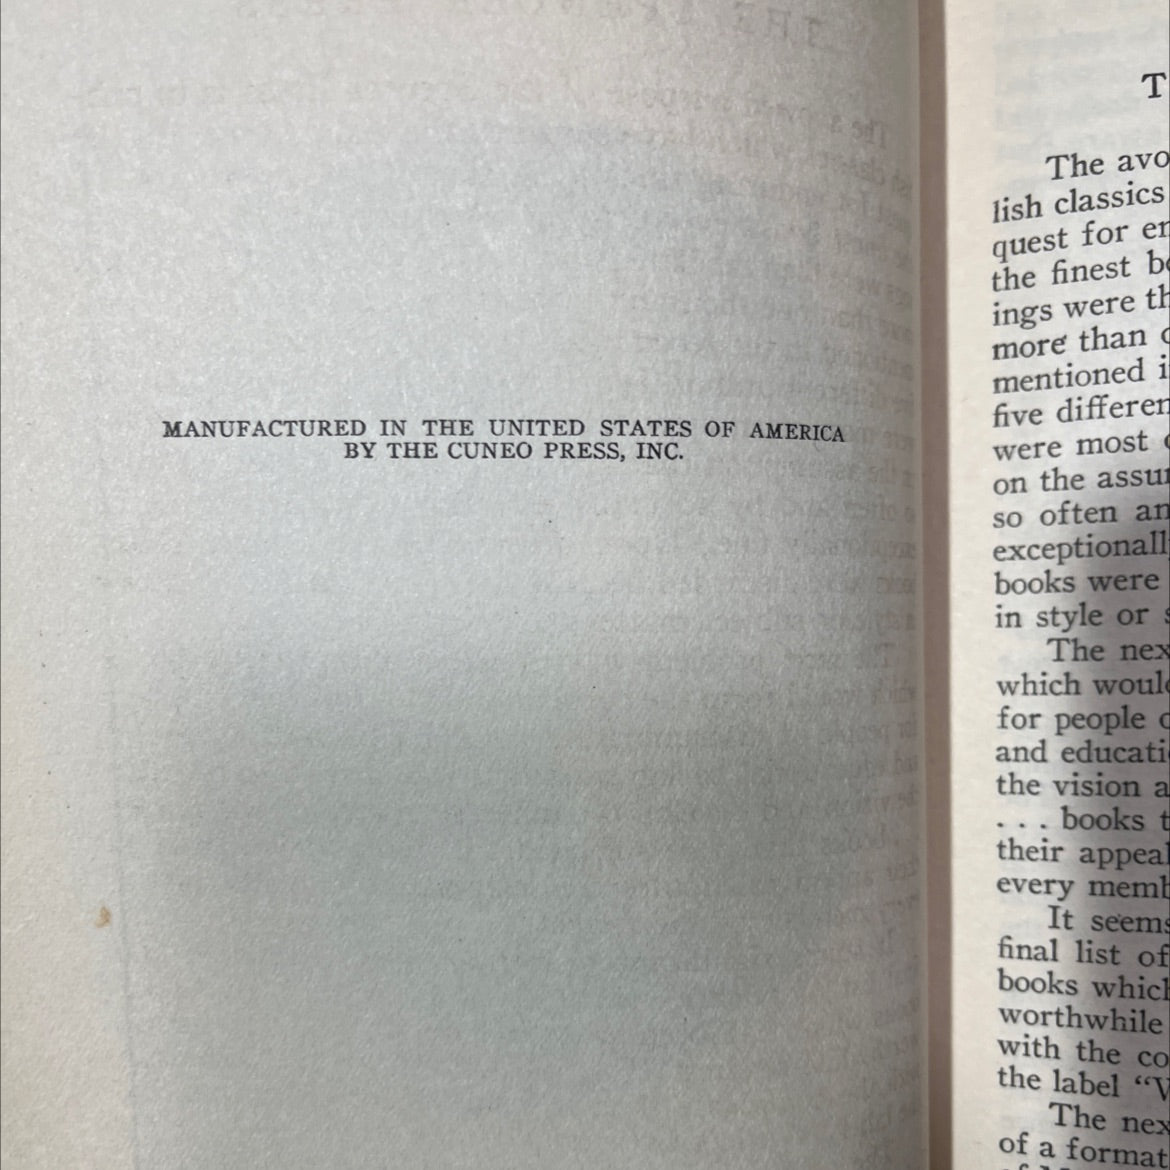 MANUFACTURED IN THE UNITED STATES OF AMERICA
BY THE CUNEO PRESS, INC.
T
The avo
lish classics
quest for en
the finest bo
ings were th
more than o
mentioned i
five differen
were most
on the assu
so often an
exceptionall
books were
in style or s
The nex
which would
for people o
and educati
the vision a
. . . books t
their appeal
every memb
It seems
final list of
books which
worthwhile
with the co
the label “V
The nex
of a format